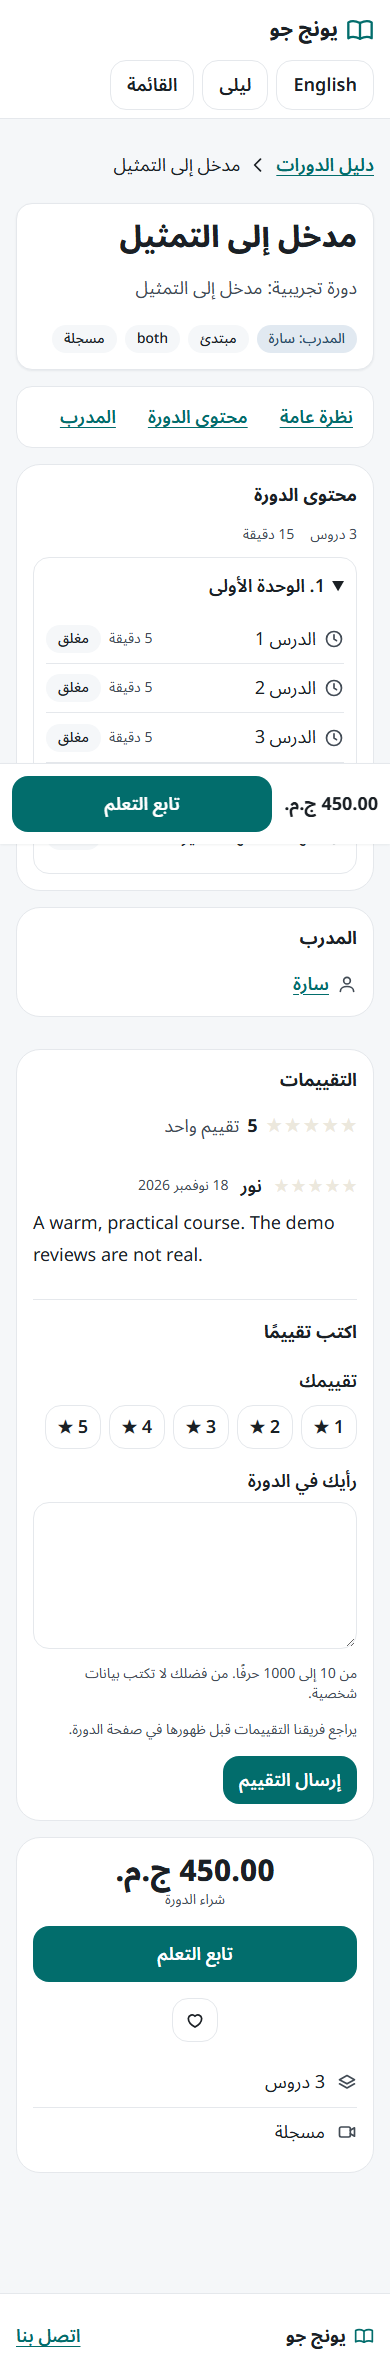 يونج جو
English
ليلى
القائمة
دليل الدورات
مدخل إلى التمثيل
مدخل إلى التمثيل
دورة تجريبية: مدخل إلى التمثيل
المدرب: سارة
مبتدئ
both
مسجلة
نظرة عامة
محتوى الدورة
المدرب
محتوى الدورة
3 دروس
15 دقيقة
1. الوحدة الأولى
الدرس 1
5 دقيقة
مغلق
الدرس 2
5 دقيقة
مغلق
الدرس 3
5 دقيقة
مغلق
450.00 ج.م.
تابع التعلم
المدرب
سارة
التقييمات
5 تقييم واحد
نور
18 نوفمبر 2026
A warm, practical course. The demo
reviews are not real.
اكتب تقييمًا
تقييمك
1 ★
2 ★
3 ★
4 ★
5 ★
رأيك في الدورة
من 10 إلى 1000 حرفًا. من فضلك لا تكتب بيانات
شخصية.
يراجع فريقنا التقييمات قبل ظهورها في صفحة الدورة.
إرسال التقييم
450.00 ج.م.
شراء الدورة
تابع التعلم
3 دروس
مسجلة
يونج جو
اتصل بنا